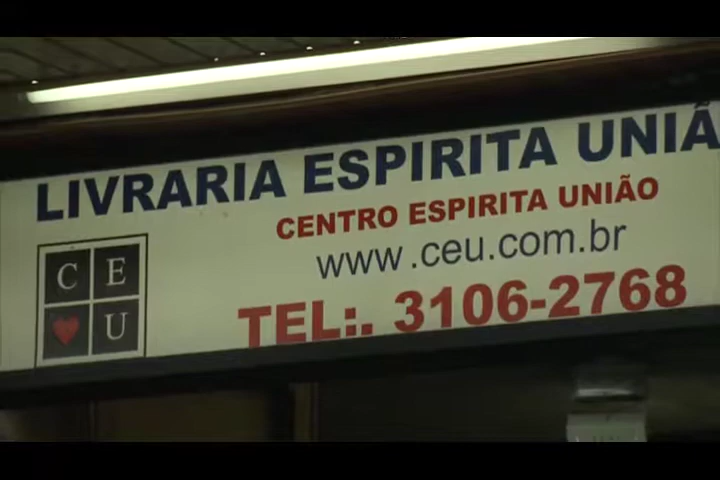 LIVRARIA ESPIRITA UNIÃ
CENTRO ESPIRITA UNIÃO
www.ceu.com.br
TEL:. 3106-2768
C E
U